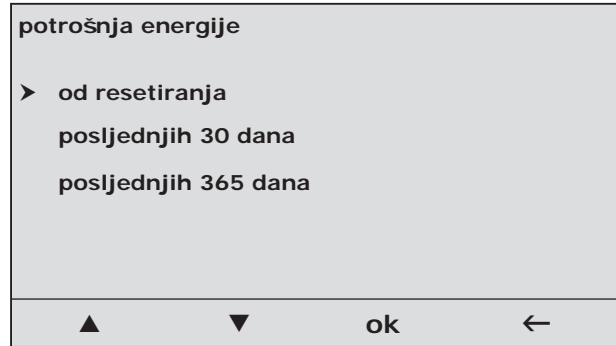 potrošnja energije
➤ od resetiranja
posljednjih 30 dana
posljednjih 365 dana
▲ ▼ ok ←